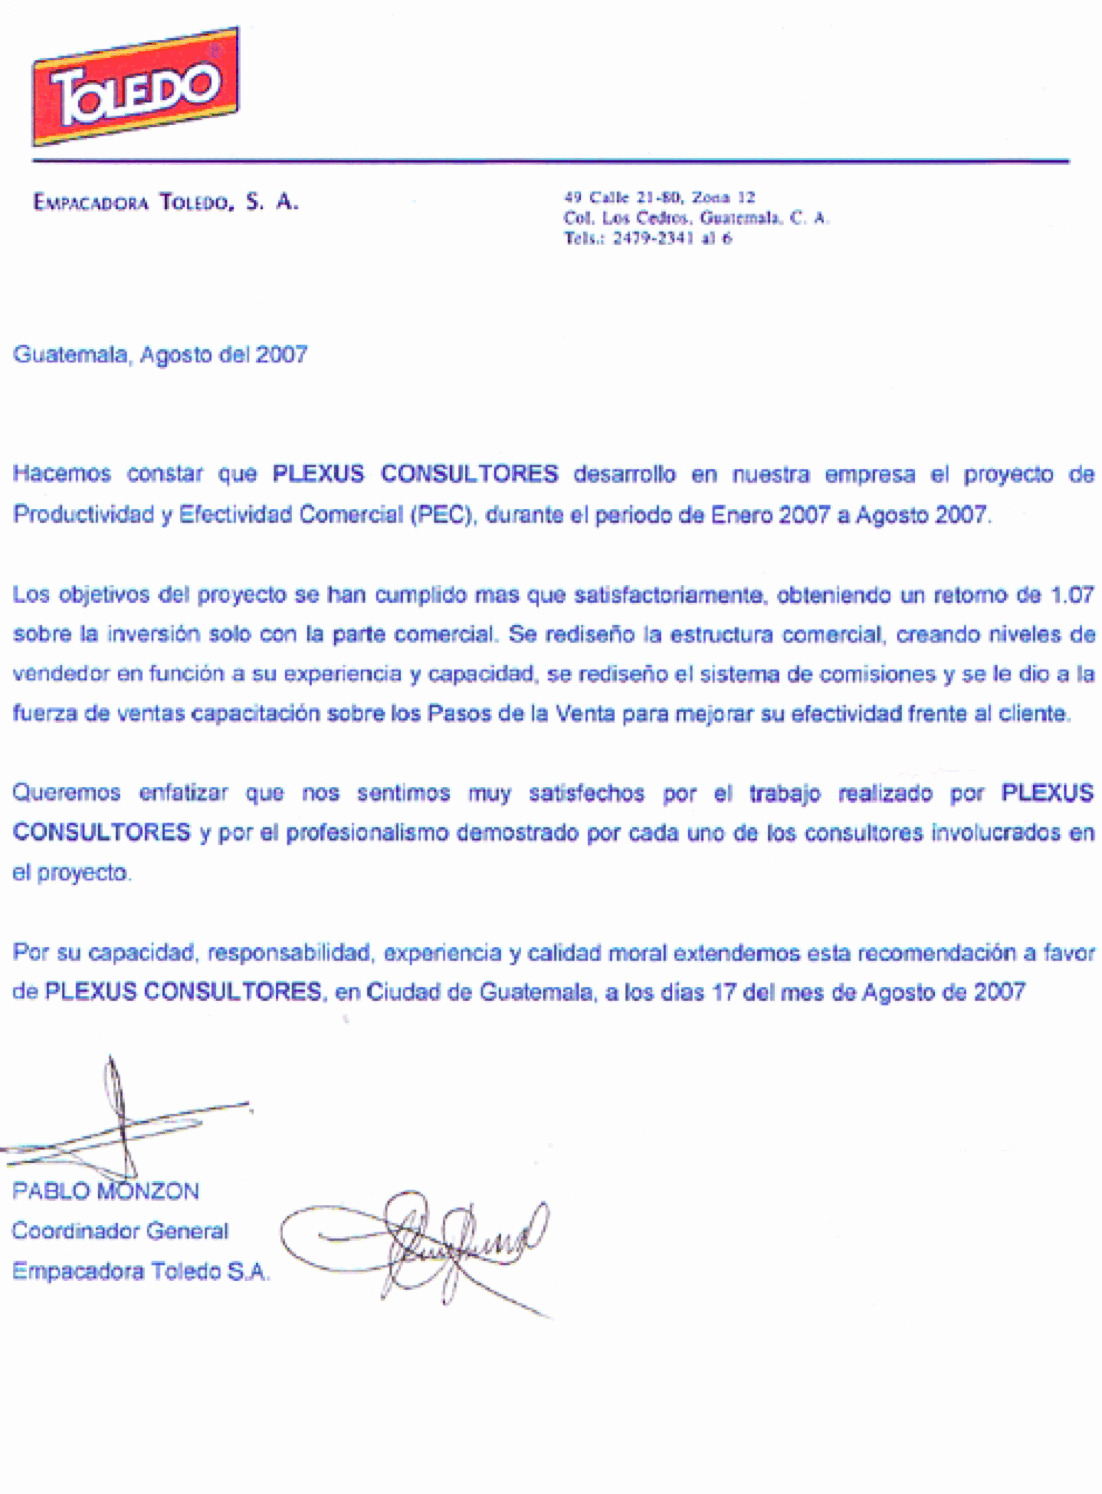 TOLEDO
EMPACADORA TOLEDO, S. A.
49 Calle 21-80, Zona 12
Col. Los Cedros, Guatemala, C. A.
Tels.: 2479-2341 al 6
Guatemala, Agosto del 2007
Hacemos constar que PLEXUS CONSULTORES desarrollo en nuestra empresa el proyecto de
Productividad y Efectividad Comercial (PEC), durante el periodo de Enero 2007 a Agosto 2007.
Los objetivos del proyecto se han cumplido mas que satisfactoriamente, obteniendo un retorno de 1.07
sobre la inversión solo con la parte comercial. Se rediseño la estructura comercial, creando niveles de
vendedor en función a su experiencia y capacidad, se rediseño el sistema de comisiones y se le dio a la
fuerza de ventas capacitación sobre los Pasos de la Venta para mejorar su efectividad frente al cliente.
Queremos enfatizar que nos sentimos muy satisfechos por el trabajo realizado por PLEXUS
CONSULTORES y por el profesionalismo demostrado por cada uno de los consultores involucrados en
el proyecto.
Por su capacidad, responsabilidad, experiencia y calidad moral extendemos esta recomendación a favor
de PLEXUS CONSULTORES, en Ciudad de Guatemala, a los días 17 del mes de Agosto de 2007
PABLO MONZON
Coordinador General
Empacadora Toledo S.A.